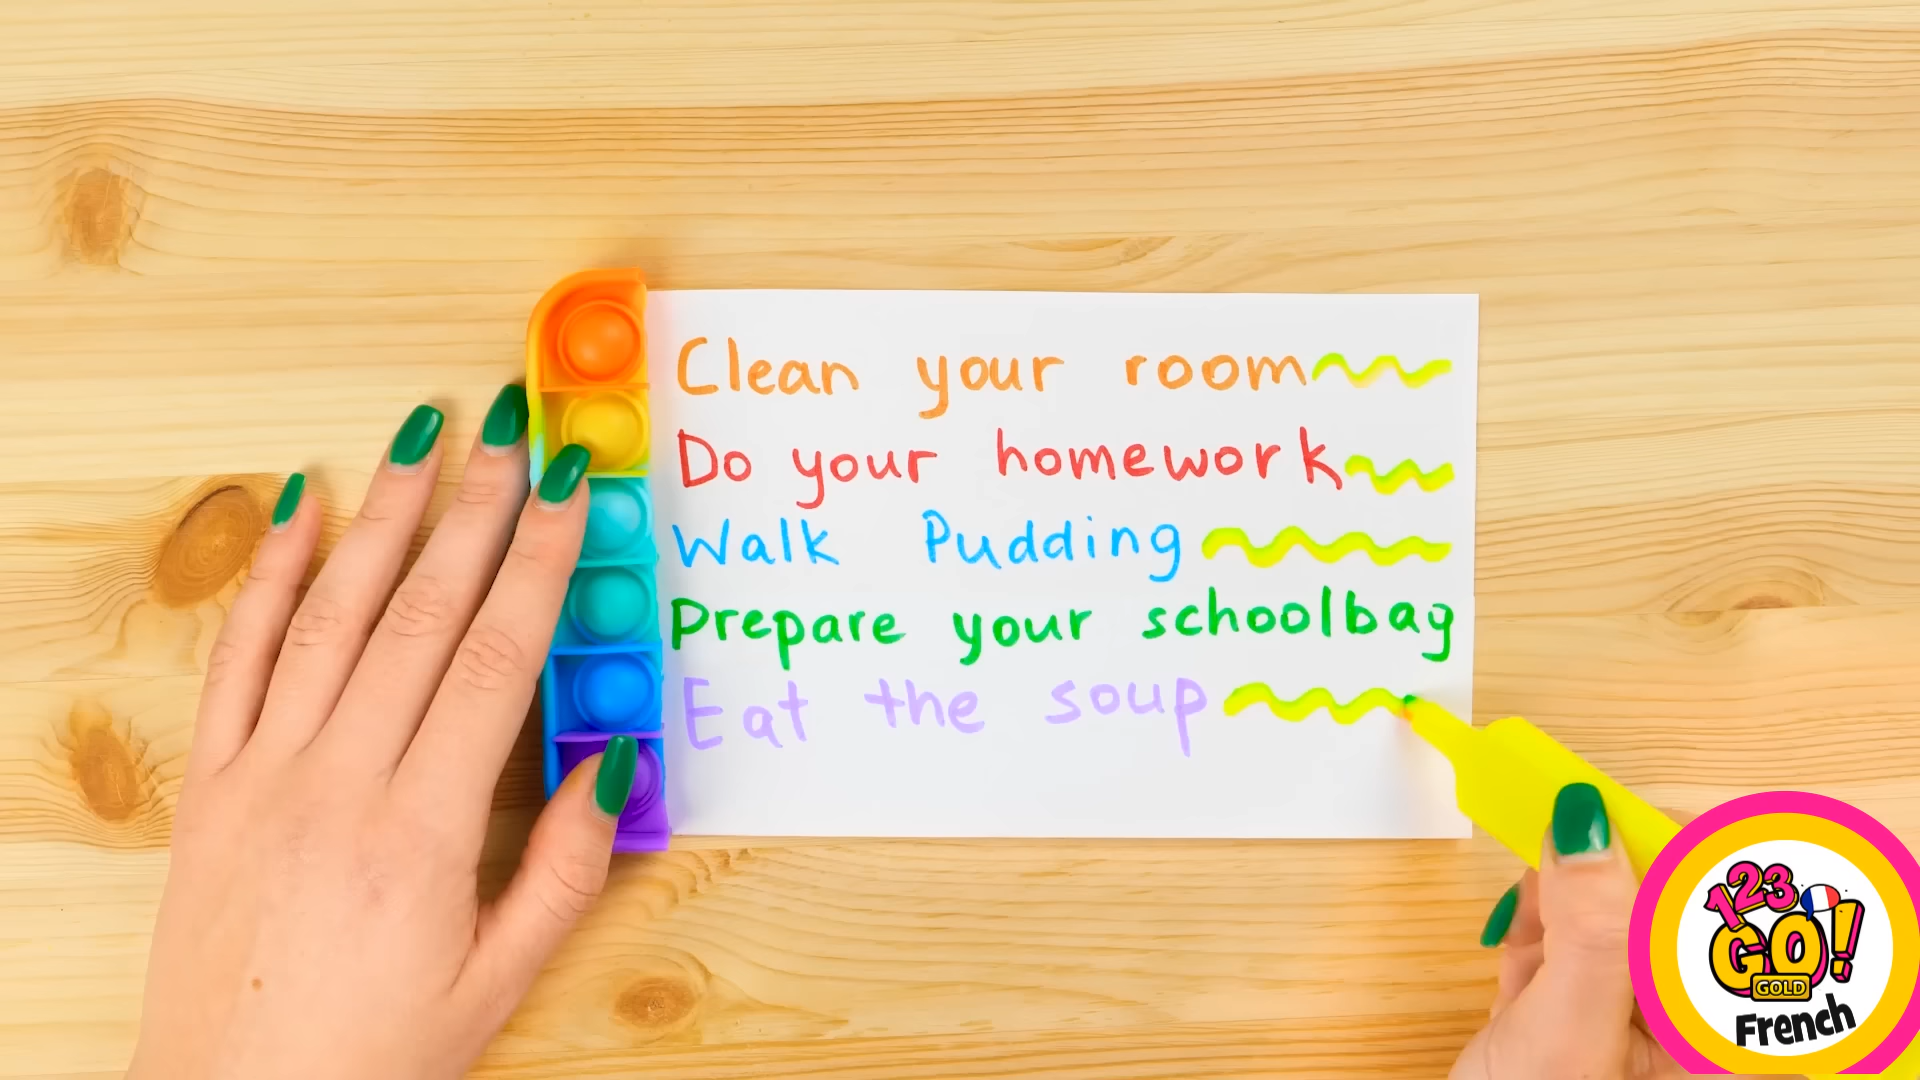 Clean your room
Do your homework
Walk Pudding
Prepare your schoolbag
Eat the soup
123
GO!
GOLD
French